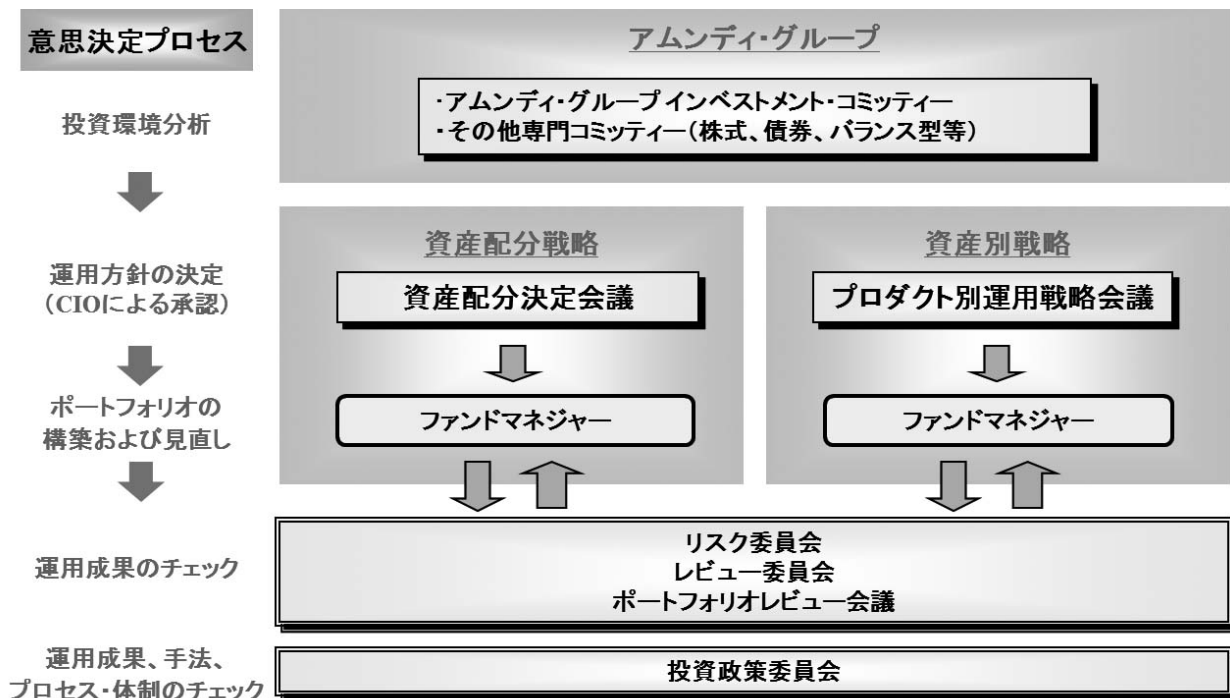 意思決定プロセス
アムンディ・グループ
投資環境分析
・アムンディ・グループ インベストメント・コミッティー
・その他専門コミッティー(株式、債券、バランス型等)
運用方針の決定
(CIOによる承認)
資産配分戦略
資産配分決定会議
資産別戦略
プロダクト別運用戦略会議
ポートフォリオの
構築および見直し
ファンドマネジャー
ファンドマネジャー
運用成果のチェック
リスク委員会
レビュー委員会
ポートフォリオレビュー会議
運用成果、手法、
プロセス・体制のチェック
投資政策委員会